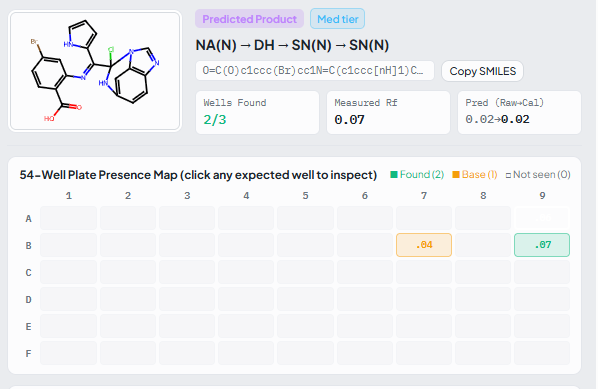 Predicted Product
Med tier
NA(N) → DH → SN(N) → SN(N)
O=C(O)c1ccc(Br)cc1N=C(c1ccc[nH]1)C…
Copy SMILES
Wells Found
2/3
Measured Rf
0.07
Pred (Raw→Cal)
0.02→0.02
Br
HN
Cl
N
N
N
HN
O
HO
54-Well Plate Presence Map (click any expected well to inspect)
Found (2)
Base (1)
Not seen (0)
1 2 3 4 5 6 7 8 9
A
B .04 .07
C
D
E
F